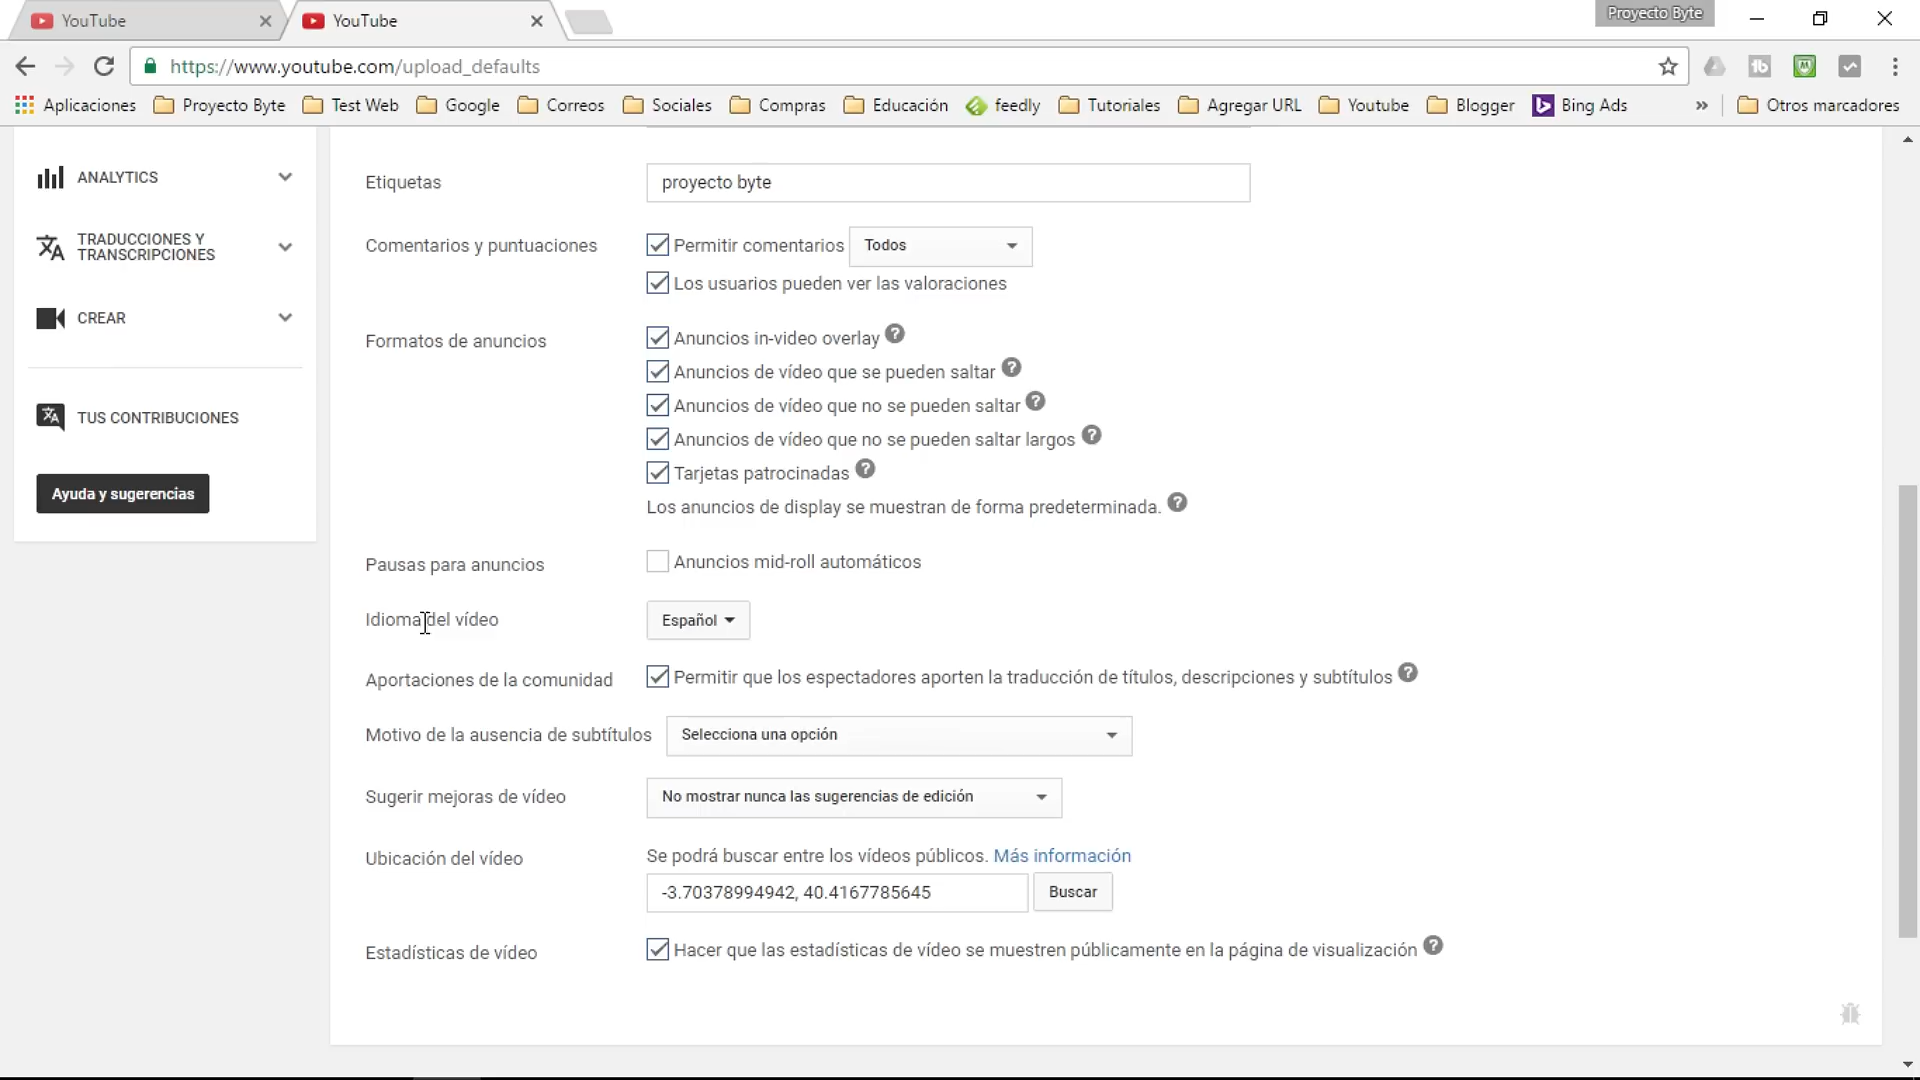 YouTube
YouTube
Proyecto Byte
https://www.youtube.com/upload_defaults
Aplicaciones Proyecto Byte Test Web Google Correos Sociales Compras Educación feedly Tutoriales Agregar URL Youtube Blogger Bing Ads » Otros marcadores
ANALYTICS
TRADUCCIONES Y
TRANSCRIPCIONES
CREAR
TUS CONTRIBUCIONES
Ayuda y sugerencias
Etiquetas proyecto byte
Comentarios y puntuaciones Permitir comentarios Todos
Los usuarios pueden ver las valoraciones
Formatos de anuncios Anuncios in-video overlay ?
Anuncios de vídeo que se pueden saltar ?
Anuncios de vídeo que no se pueden saltar ?
Anuncios de vídeo que no se pueden saltar largos ?
Tarjetas patrocinadas ?
Los anuncios de display se muestran de forma predeterminada. ?
Pausas para anuncios Anuncios mid-roll automáticos
Idioma del vídeo Español
Aportaciones de la comunidad Permitir que los espectadores aporten la traducción de títulos, descripciones y subtítulos ?
Motivo de la ausencia de subtítulos Selecciona una opción
Sugerir mejoras de vídeo No mostrar nunca las sugerencias de edición
Ubicación del vídeo Se podrá buscar entre los vídeos públicos. Más información
-3.70378994942, 40.4167785645 Buscar
Estadísticas de vídeo Hacer que las estadísticas de vídeo se muestren públicamente en la página de visualización ?